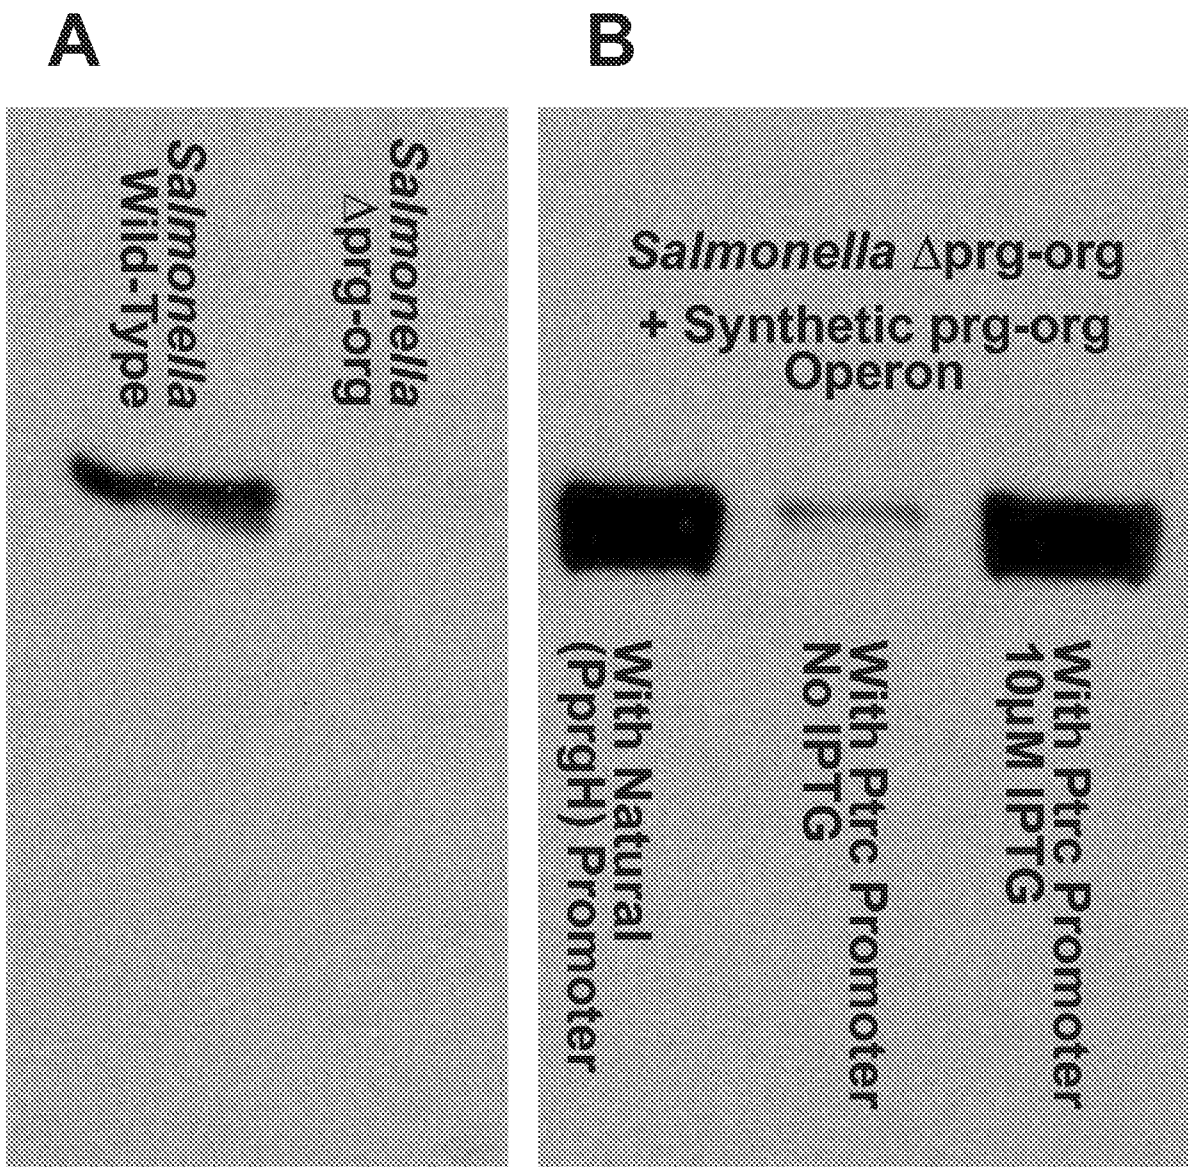 A
B
Salmonella
Wild-Type
Salmonella
Δprg-org
Salmonella Δprg-org
+ Synthetic prg-org
Operon
With Natural
(PprgH) Promoter
With Ptrc Promoter
No IPTG
With Ptrc Promoter
10µM IPTG